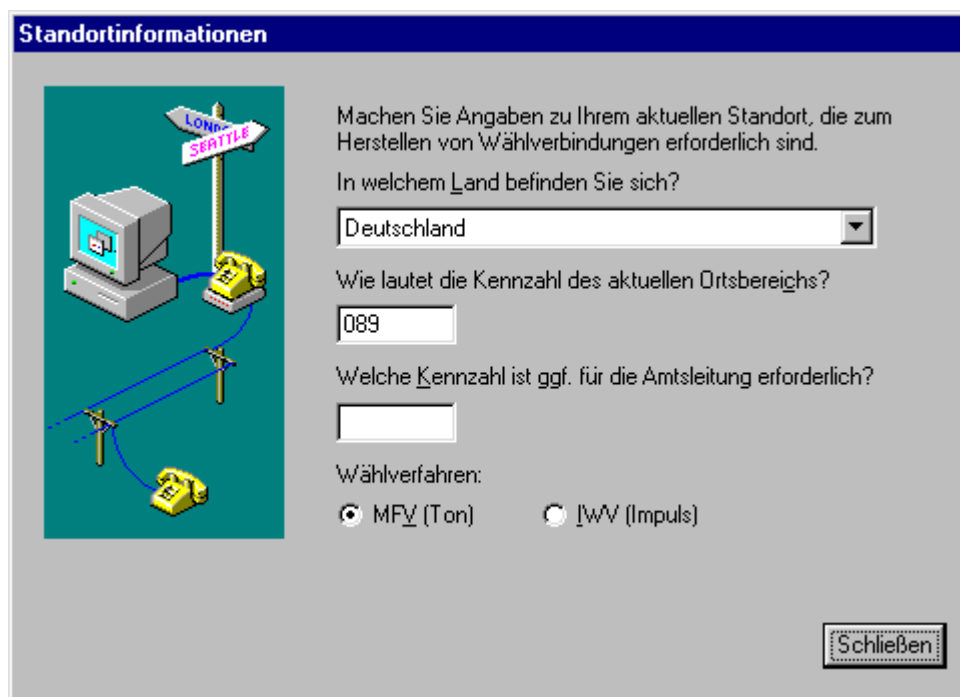 Standortinformationen
LONDO
SEATTLE
Machen Sie Angaben zu Ihrem aktuellen Standort, die zum
Herstellen von Wählverbindungen erforderlich sind.
In welchem Land befinden Sie sich?
Deutschland
Wie lautet die Kennzahl des aktuellen Ortsbereichs?
089
Welche Kennzahl ist ggf. für die Amtsleitung erforderlich?
Wählverfahren:
MFV (Ton) IWV (Impuls)
Schließen